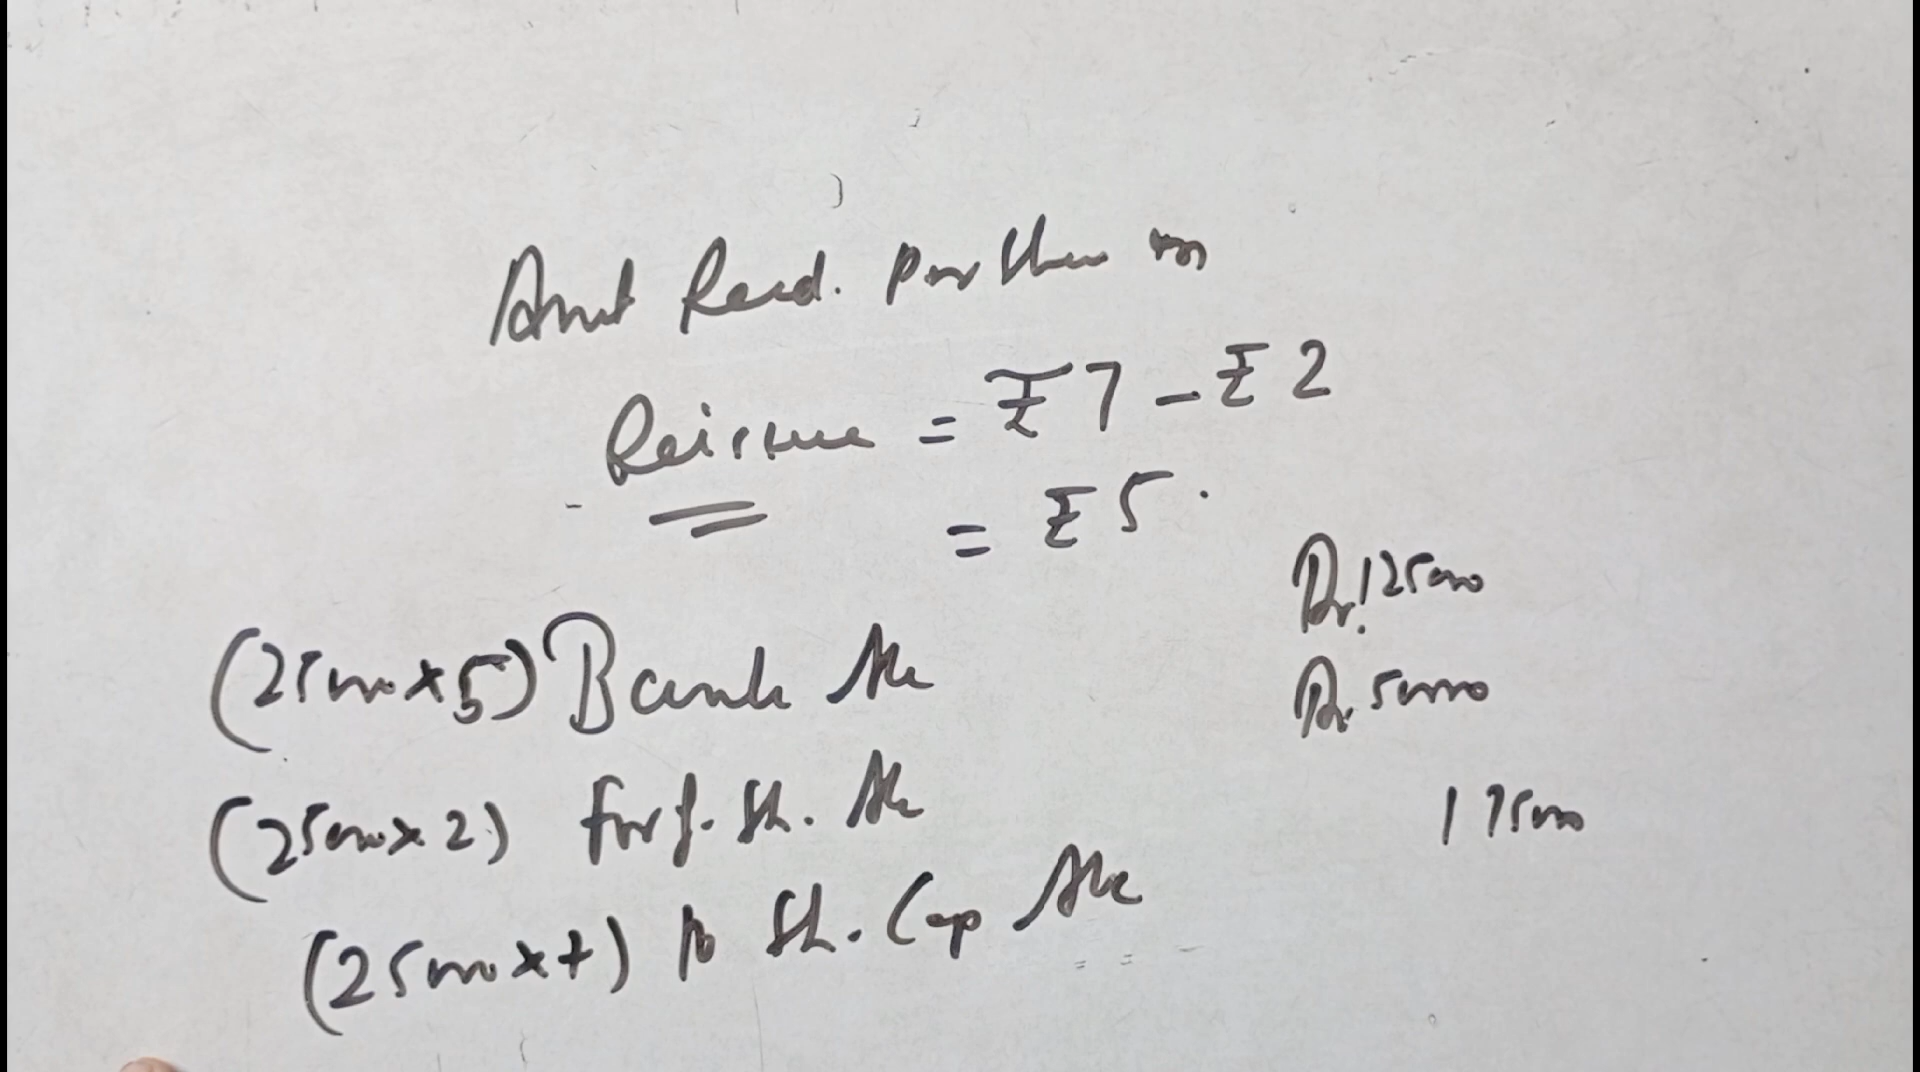 Amt Recd. per share on
Reissue = ₹7 - ₹2
= ₹5.
(25000x5) Bank A/c Dr. 125000
(25000x2) Forf. Sh. A/c Dr. 50000
(25000x7) To Sh. Cap A/c 175000